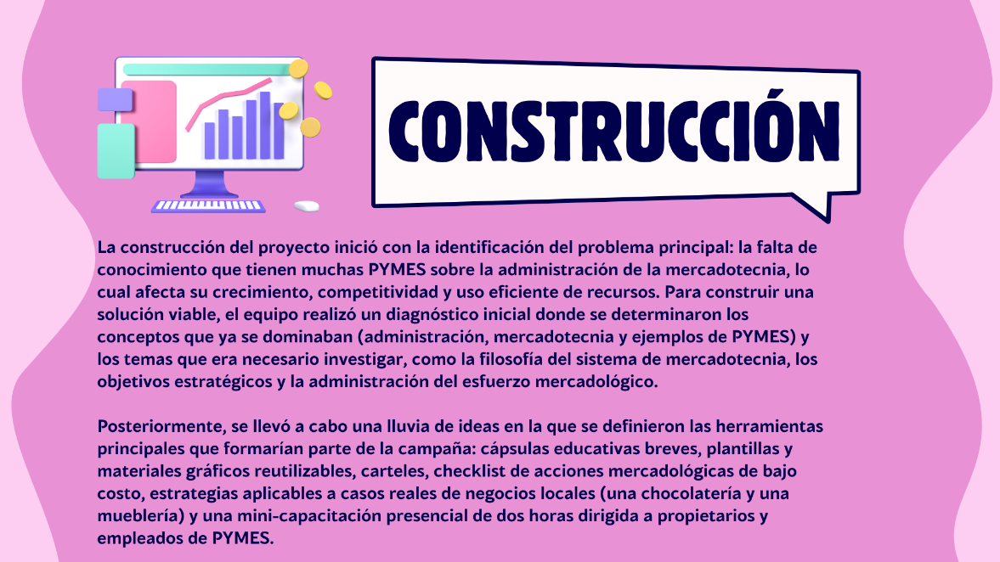 CONSTRUCCIÓN
La construcción del proyecto inició con la identificación del problema principal: la falta de
conocimiento que tienen muchas PYMES sobre la administración de la mercadotecnia, lo
cual afecta su crecimiento, competitividad y uso eficiente de recursos. Para construir una
solución viable, el equipo realizó un diagnóstico inicial donde se determinaron los
conceptos que ya se dominaban (administración, mercadotecnia y ejemplos de PYMES) y
los temas que era necesario investigar, como la filosofía del sistema de mercadotecnia, los
objetivos estratégicos y la administración del esfuerzo mercadológico.
Posteriormente, se llevó a cabo una lluvia de ideas en la que se definieron las herramientas
principales que formarían parte de la campaña: cápsulas educativas breves, plantillas y
materiales gráficos reutilizables, carteles, checklist de acciones mercadológicas de bajo
costo, estrategias aplicables a casos reales de negocios locales (una chocolatería y una
mueblería) y una mini-capacitación presencial de dos horas dirigida a propietarios y
empleados de PYMES.